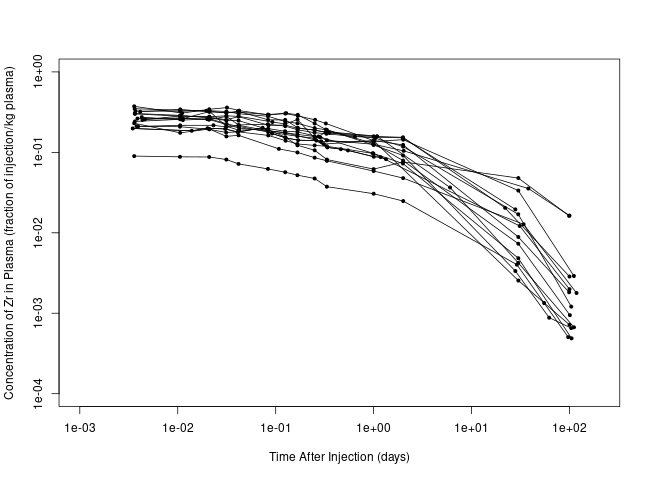 Concentration of Zr in Plasma (fraction of injection/kg plasma)
1e+00
1e-01
1e-02
1e-03
1e-04
1e-03 1e-02 1e-01 1e+00 1e+01 1e+02
Time After Injection (days)